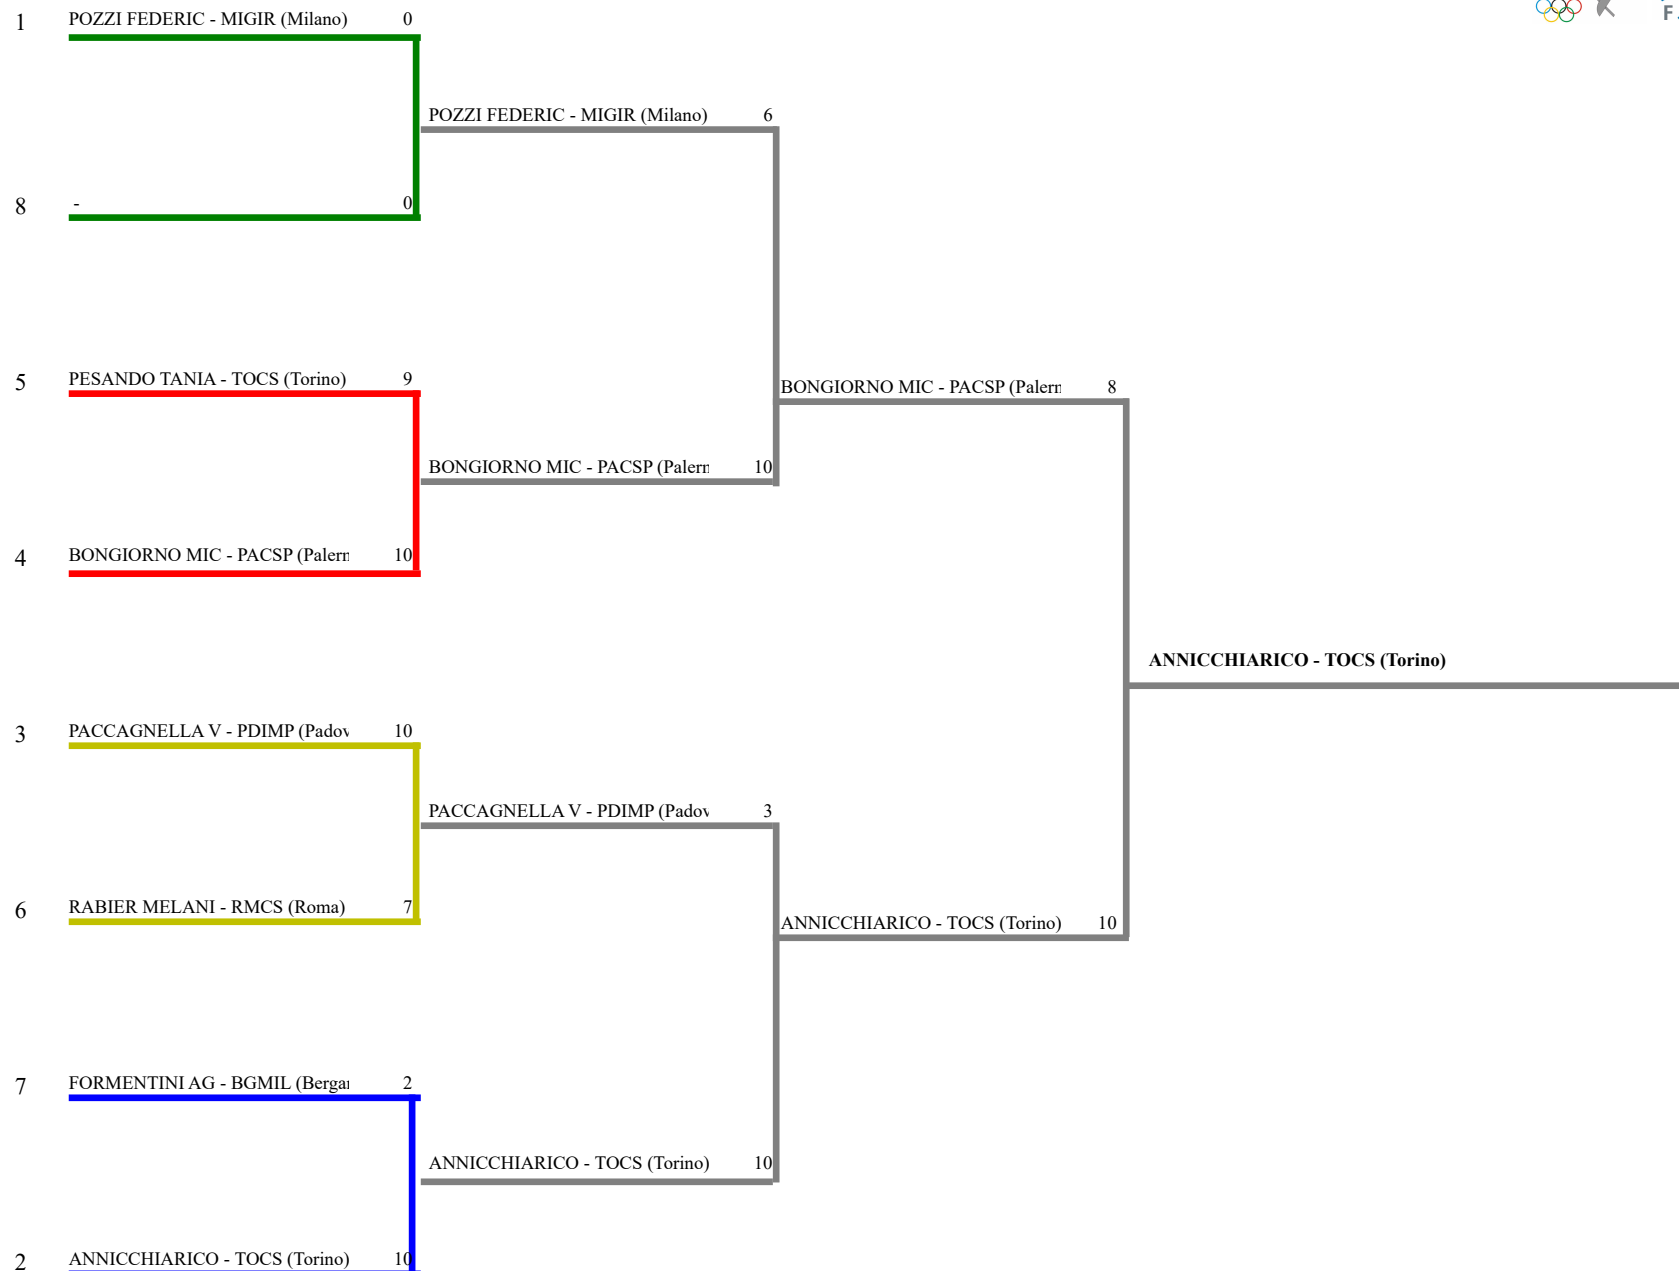 1 POZZI FEDERIC - MIGIR (Milano) 0
F
POZZI FEDERIC - MIGIR (Milano) 6
8 - 0
5 PESANDO TANIA - TOCS (Torino) 9
BONGIORNO MIC - PACSP (Palern 8
BONGIORNO MIC - PACSP (Palern 10
4 BONGIORNO MIC - PACSP (Palern 10
ANNICCHIARICO - TOCS (Torino)
3 PACCAGNELLA V - PDIMP (Padov 10
PACCAGNELLA V - PDIMP (Padov 3
6 RABIER MELANI - RMCS (Roma) 7
ANNICCHIARICO - TOCS (Torino) 10
7 FORMENTINI AG - BGMIL (Bergai 2
ANNICCHIARICO - TOCS (Torino) 10
2 ANNICCHIARICO - TOCS (Torino) 10